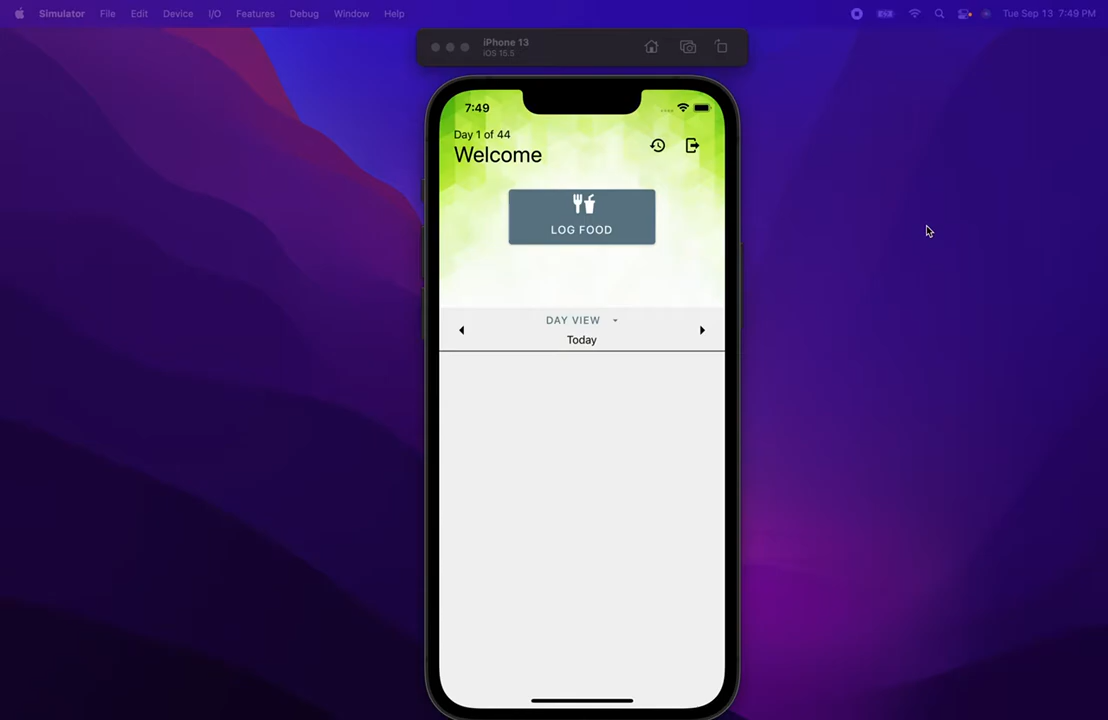 Simulator File Edit Device I/O Features Debug Window Help Tue Sep 13 7:49 PM
iPhone 13
iOS 15.5
7:49
Day 1 of 44
Welcome
LOG FOOD
DAY VIEW
Today